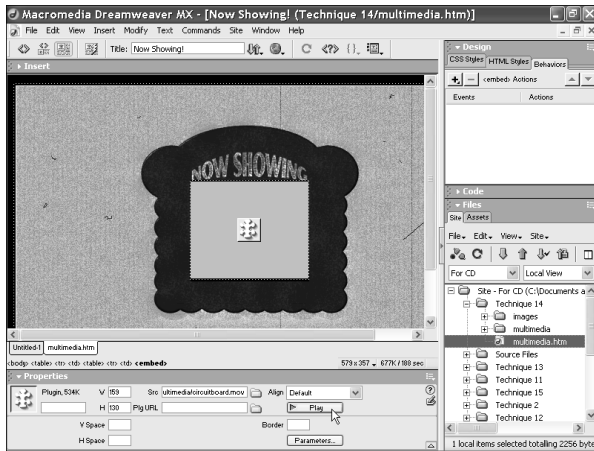 Macromedia Dreamweaver MX - [Now Showing! (Technique 14/multimedia.htm)]
File Edit View Insert Modify Text Commands Site Window Help
Title: Now Showing!
Insert
NOW SHOWING
Untitled-1 multimedia.htm
<body> <table> <tr> <td> <table> <tr> <td> <embed>
579 x 357 677K / 188 sec
Properties
Plugin, 534K W 159 Src ultimedia/circuitboard.mov Align Default
H 130 Plg URL Play
V Space Border
H Space Parameters...
Design
CSS Styles HTML Styles Behaviors
<embed> Actions
Events Actions
Code
Files
Site Assets
File Edit View Site
For CD Local View
Site - For CD (C:\Documents a
Technique 14
images
multimedia
multimedia.htm
Source Files
Technique 13
Technique 11
Technique 15
Technique 2
Technique 12
1 local items selected totalling 2256 byte